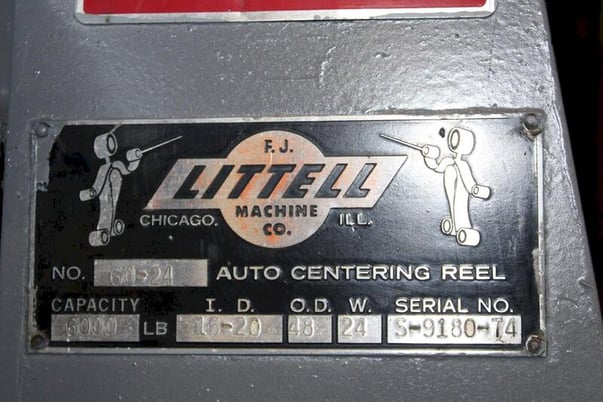 F.J.
LITTELL
MACHINE
CHICAGO, ILL.
CO.
NO. 60-24 AUTO CENTERING REEL
CAPACITY I.D. O.D. W. SERIAL NO.
6000 LB 16-20 48 24 S-9180-74